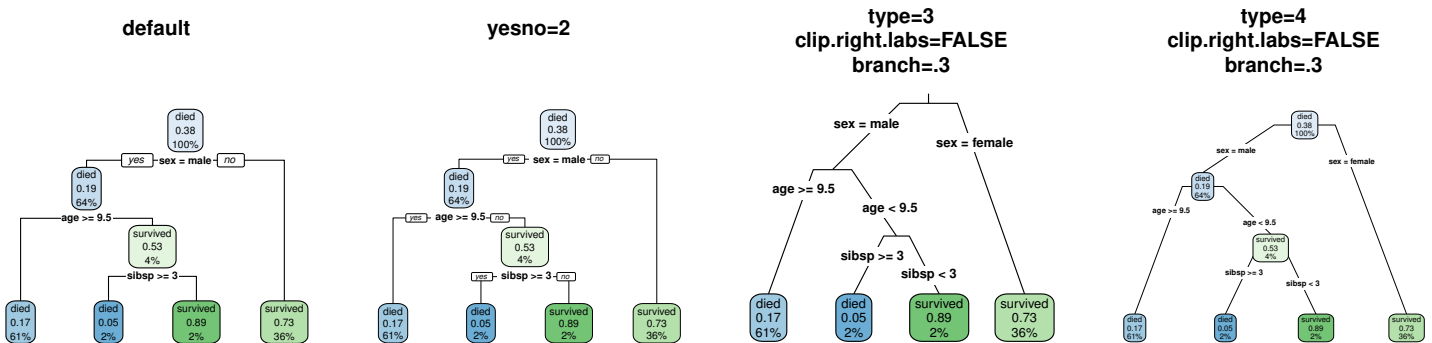 default
died
0.38
100%
yes sex = male no
died
0.19
64%
age >= 9.5
survived
0.53
4%
sibsp >= 3
died
0.17
61%
died
0.05
2%
survived
0.89
2%
survived
0.73
36%
yesno=2
died
0.38
100%
yes sex = male no
died
0.19
64%
yes age >= 9.5 no
survived
0.53
4%
yes sibsp >= 3 no
died
0.17
61%
died
0.05
2%
survived
0.89
2%
survived
0.73
36%
type=3
clip.right.labs=FALSE
branch=.3
sex = male
sex = female
age >= 9.5
age < 9.5
sibsp >= 3
sibsp < 3
died
0.17
61%
died
0.05
2%
survived
0.89
2%
survived
0.73
36%
type=4
clip.right.labs=FALSE
branch=.3
died
0.38
100%
sex = male
sex = female
died
0.19
64%
age >= 9.5
age < 9.5
survived
0.53
4%
sibsp >= 3
sibsp < 3
died
0.17
61%
died
0.05
2%
survived
0.89
2%
survived
0.73
36%